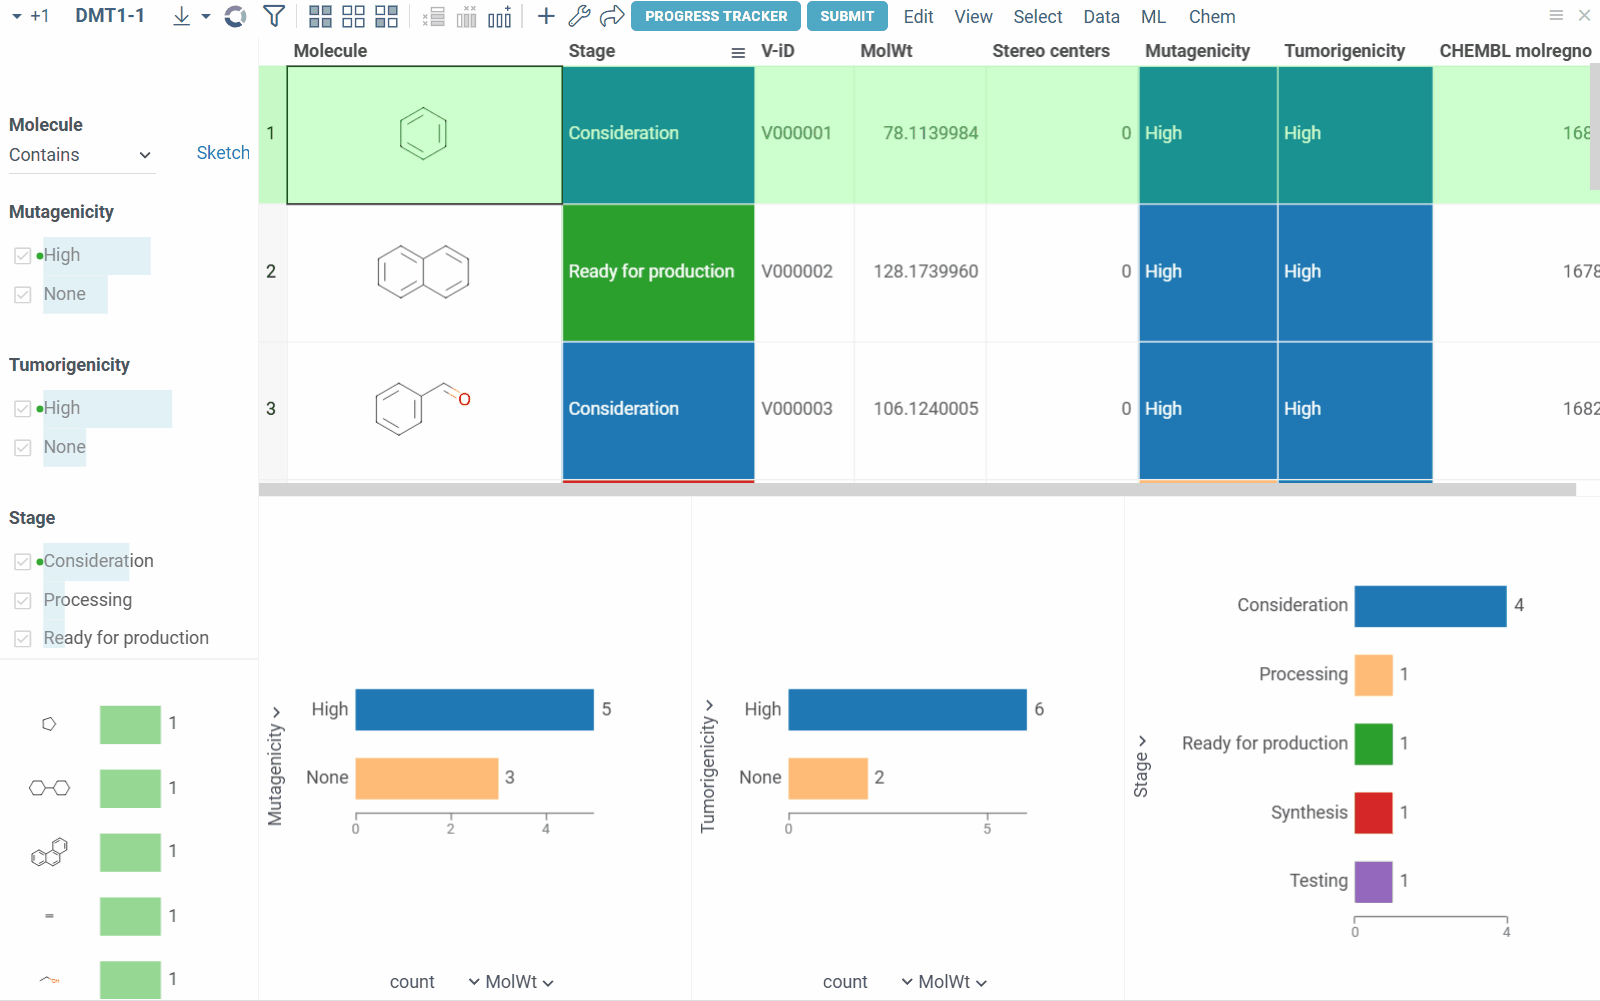 +1 DMT1-1 PROGRESS TRACKER SUBMIT Edit View Select Data ML Chem
Molecule Stage V-iD MolWt Stereo centers Mutagenicity Tumorigenicity CHEMBL molregno
1 Consideration V000001 78.1139984 0 High High 168
2 Ready for production V000002 128.1739960 0 High High 1678
3 O Consideration V000003 106.1240005 0 High High 1682
Molecule
Contains Sketch
Mutagenicity
High
None
Tumorigenicity
High
None
Stage
Consideration
Processing
Ready for production
1
1
1
1
1
Mutagenicity
High 5
None 3
0 2 4
count MolWt
Tumorigenicity
High 6
None 2
0 5
count MolWt
Stage
Consideration 4
Processing 1
Ready for production 1
Synthesis 1
Testing 1
0 4